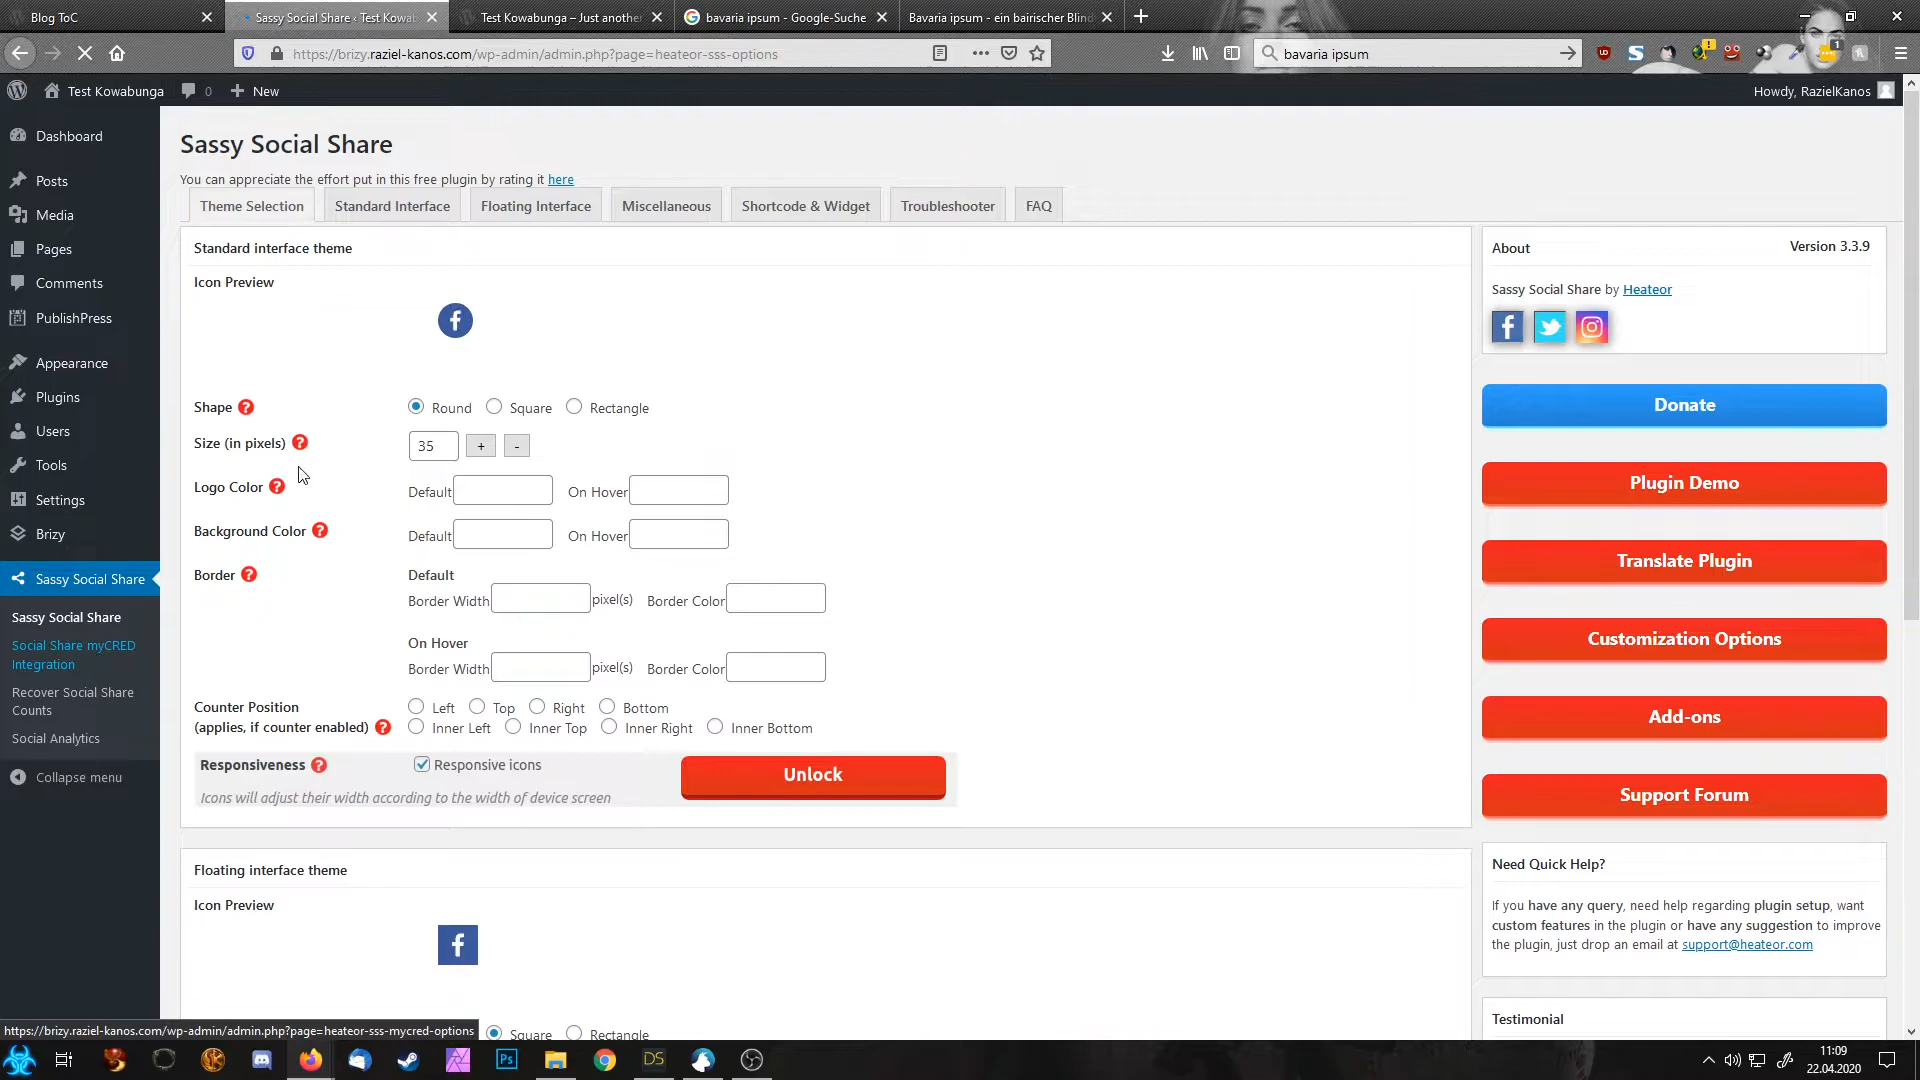 Blog ToC
Sassy Social Share ‹ Test Kowab
Test Kowabunga – Just another
bavaria ipsum - Google-Suche
Bavaria ipsum - ein bairischer Blind
https://brizy.raziel-kanos.com/wp-admin/admin.php?page=heateor-sss-options
bavaria ipsum
Test Kowabunga 0 New
Howdy, RazielKanos
Dashboard
Posts
Media
Pages
Comments
PublishPress
Appearance
Plugins
Users
Tools
Settings
Brizy
Sassy Social Share
Sassy Social Share
Social Share myCRED
Integration
Recover Social Share
Counts
Social Analytics
Collapse menu
Sassy Social Share
You can appreciate the effort put in this free plugin by rating it here
Theme Selection Standard Interface Floating Interface Miscellaneous Shortcode & Widget Troubleshooter FAQ
Standard interface theme
Icon Preview
Shape ? Round Square Rectangle
Size (in pixels) ? 35 + -
Logo Color ? Default On Hover
Background Color ? Default On Hover
Border ? Default
Border Width pixel(s) Border Color
On Hover
Border Width pixel(s) Border Color
Counter Position Left Top Right Bottom
(applies, if counter enabled) ? Inner Left Inner Top Inner Right Inner Bottom
Responsiveness ? Responsive icons Unlock
Icons will adjust their width according to the width of device screen
Floating interface theme
Icon Preview
Square Rectangle
About Version 3.3.9
Sassy Social Share by Heateor
Donate
Plugin Demo
Translate Plugin
Customization Options
Add-ons
Support Forum
Need Quick Help?
If you have any query, need help regarding plugin setup, want
custom features in the plugin or have any suggestion to improve
the plugin, just drop an email at support@heateor.com
Testimonial
https://brizy.raziel-kanos.com/wp-admin/admin.php?page=heateor-sss-mycred-options
Ps
DS
11:09
22.04.2020